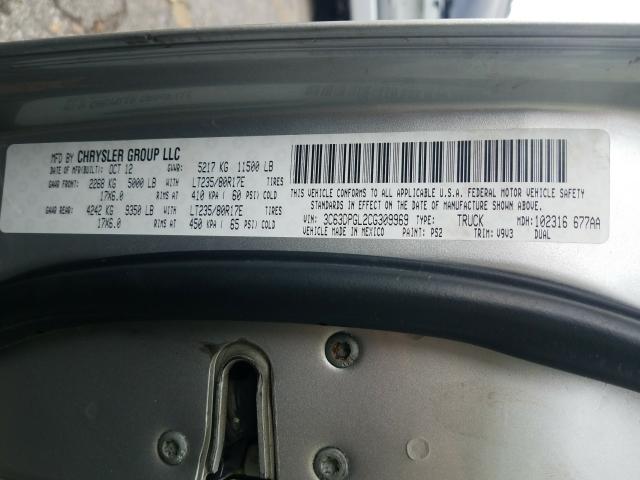 MFD BY CHRYSLER GROUP LLC
DATE OF MFR(BUILT): OCT 12 GVWR: 5217 KG 11500 LB
GAWR FRONT: 2268 KG 5000 LB WITH LT235/80R17E TIRES
17X6.0 RIMS AT 410 KPA ( 60 PSI) COLD
GAWR REAR: 4242 KG 9350 LB WITH LT235/80R17E TIRES
17X6.0 RIMS AT 450 KPA ( 65 PSI) COLD
THIS VEHICLE CONFORMS TO ALL APPLICABLE U.S.A. FEDERAL MOTOR VEHICLE SAFETY
STANDARDS IN EFFECT ON THE DATE OF MANUFACTURE SHOWN ABOVE.
VIN: 3C63DPGL2CG309969 TYPE: TRUCK MDH: 102316 677AA
VEHICLE MADE IN MEXICO PAINT: PS2 TRIM: V9V3 DUAL